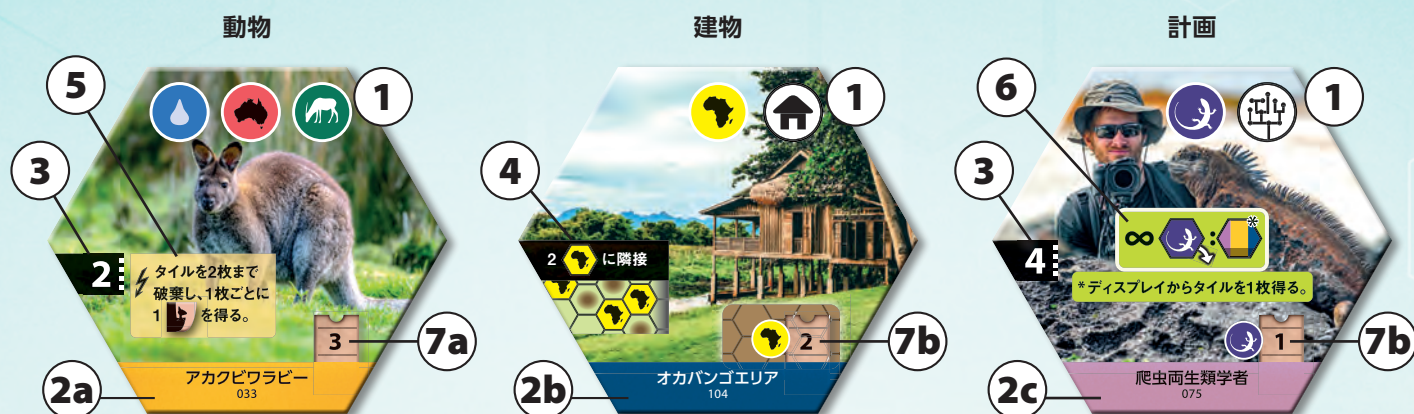 動物
5
1
3
2
タイルを2枚まで
破棄し、1枚ごとに
1 を得る。
3
7a
アカクビワラビー
033
2a
建物
1
4
2 に隣接
2
7b
オカバンゴエリア
104
2b
計画
6
1
3
4
∞ : *
*ディスプレイからタイルを1枚得る。
1
7b
爬虫両生類学者
075
2c